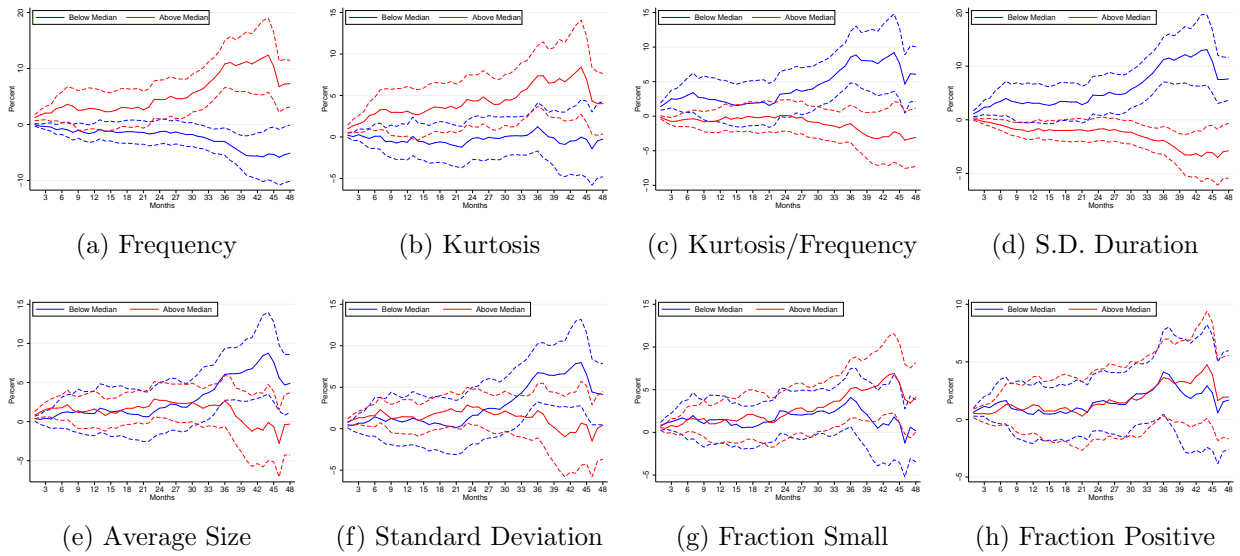 Below Median Above Median
Percent
−10 0 10 20
3 6 9 12 15 18 21 24 27 30 33 36 39 42 45 48
Months
(a) Frequency
Below Median Above Median
Percent
−5 0 5 10 15
3 6 9 12 15 18 21 24 27 30 33 36 39 42 45 48
Months
(b) Kurtosis
Below Median Above Median
Percent
−10 −5 0 5 10 15
3 6 9 12 15 18 21 24 27 30 33 36 39 42 45 48
Months
(c) Kurtosis/Frequency
Below Median Above Median
Percent
−10 0 10 20
3 6 9 12 15 18 21 24 27 30 33 36 39 42 45 48
Months
(d) S.D. Duration
Below Median Above Median
Percent
−5 0 5 10 15
3 6 9 12 15 18 21 24 27 30 33 36 39 42 45 48
Months
(e) Average Size
Below Median Above Median
Percent
−5 0 5 10 15
3 6 9 12 15 18 21 24 27 30 33 36 39 42 45 48
Months
(f) Standard Deviation
Below Median Above Median
Percent
−5 0 5 10 15
3 6 9 12 15 18 21 24 27 30 33 36 39 42 45 48
Months
(g) Fraction Small
Below Median Above Median
Percent
−5 0 5 10
3 6 9 12 15 18 21 24 27 30 33 36 39 42 45 48
Months
(h) Fraction Positive